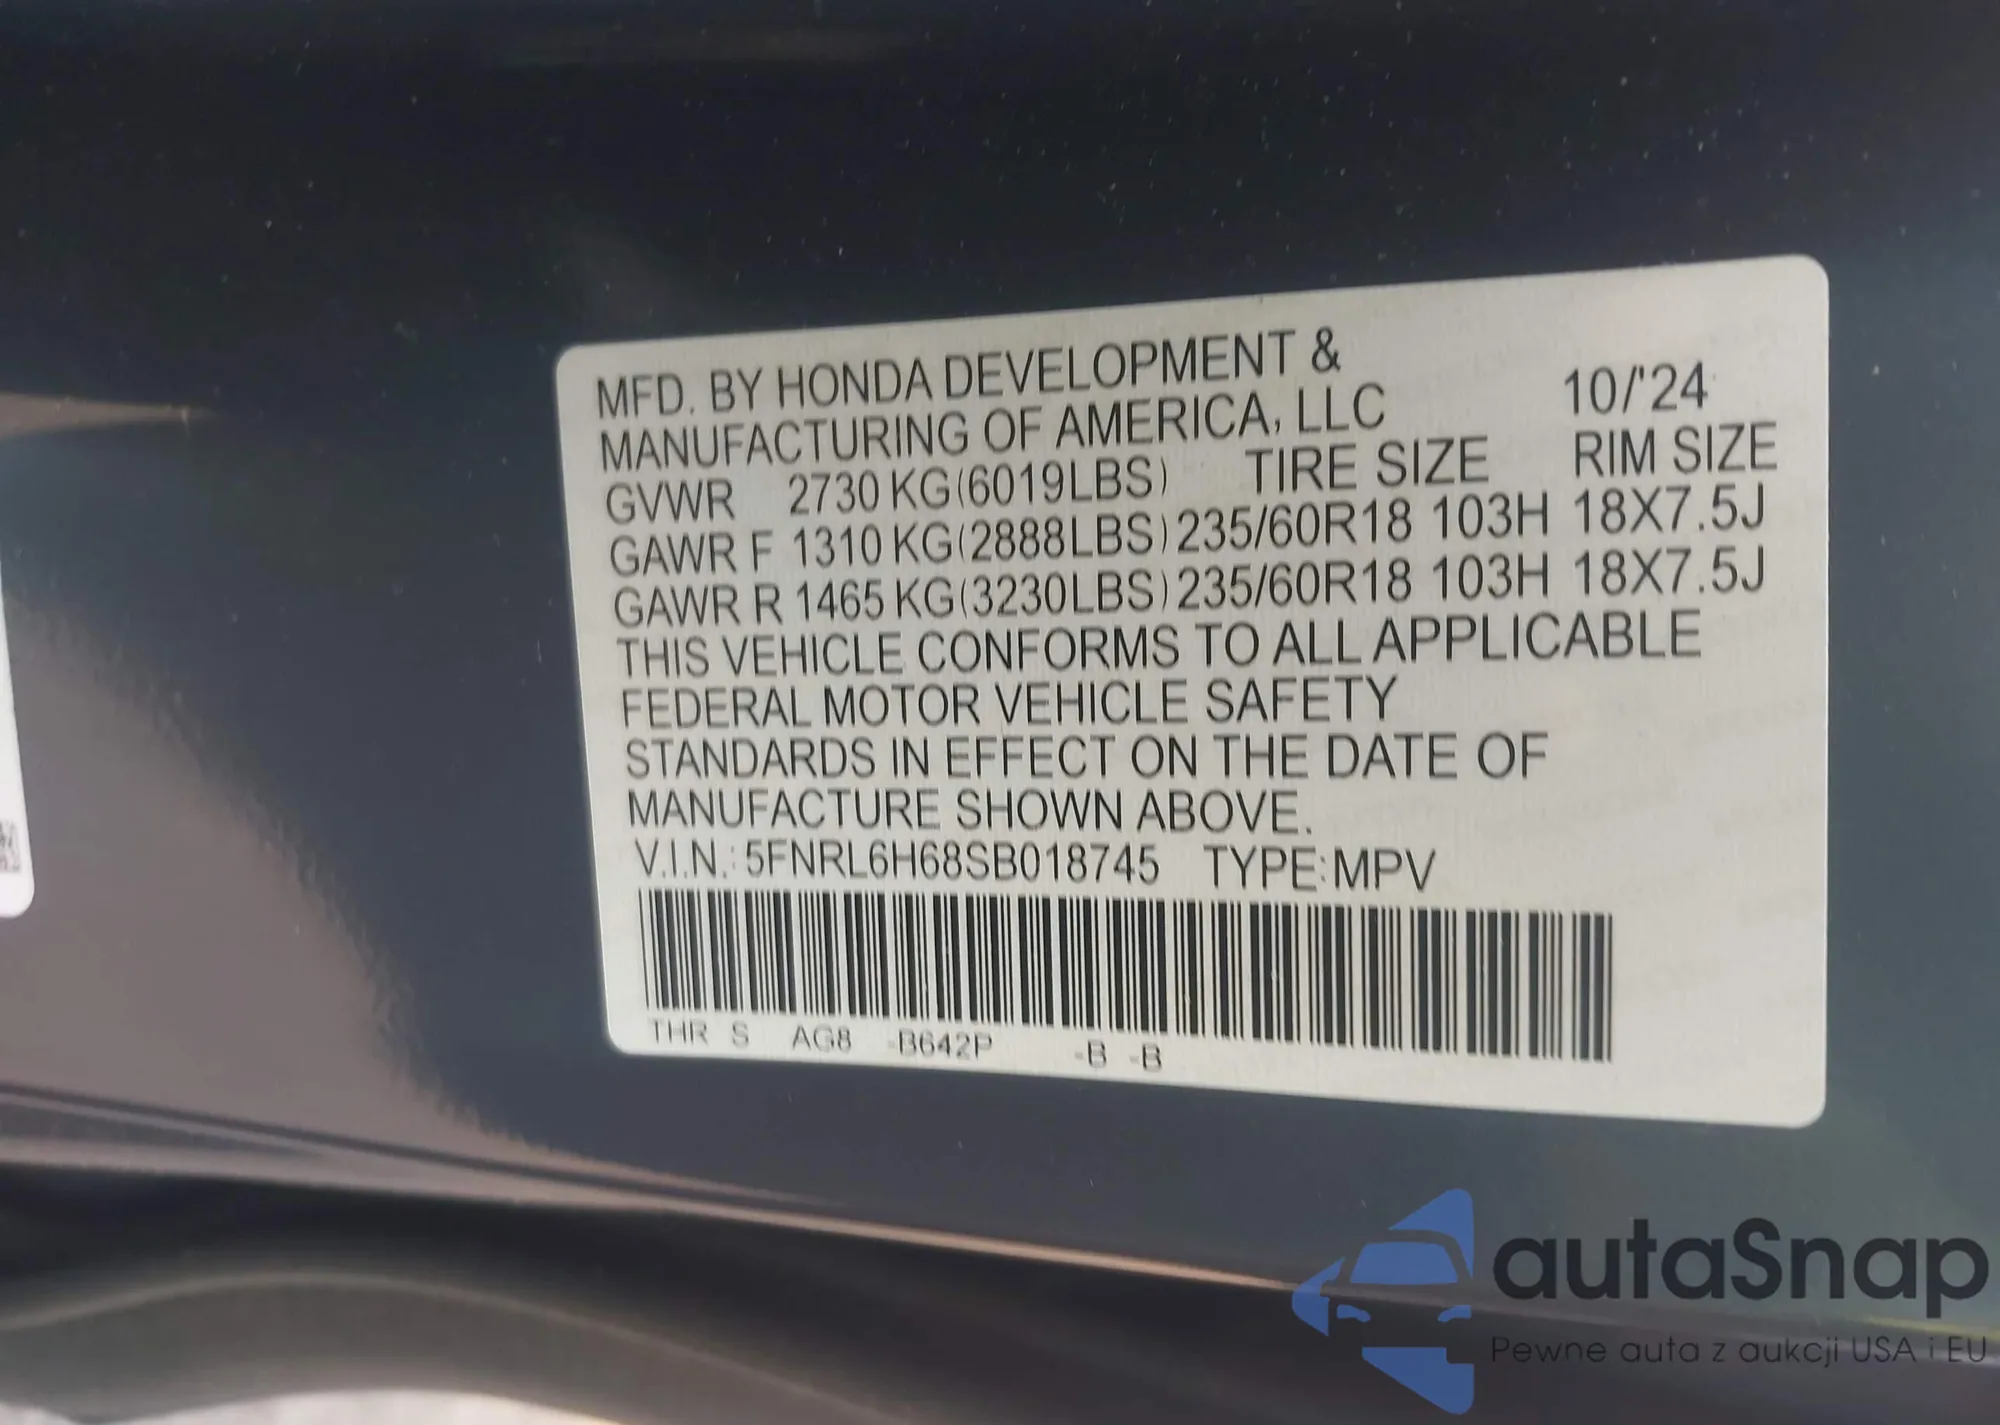 MFD. BY HONDA DEVELOPMENT &
MANUFACTURING OF AMERICA, LLC 10/'24
GVWR 2730 KG(6019LBS) TIRE SIZE RIM SIZE
GAWR F 1310 KG(2888LBS) 235/60R18 103H 18X7.5J
GAWR R 1465 KG(3230LBS) 235/60R18 103H 18X7.5J
THIS VEHICLE CONFORMS TO ALL APPLICABLE
FEDERAL MOTOR VEHICLE SAFETY
STANDARDS IN EFFECT ON THE DATE OF
MANUFACTURE SHOWN ABOVE.
V.I.N.: 5FNRL6H68SB018745 TYPE:MPV
THR S AG8 -B642P -B -B
autaSnap
Pewne auta z aukcji USA i EU